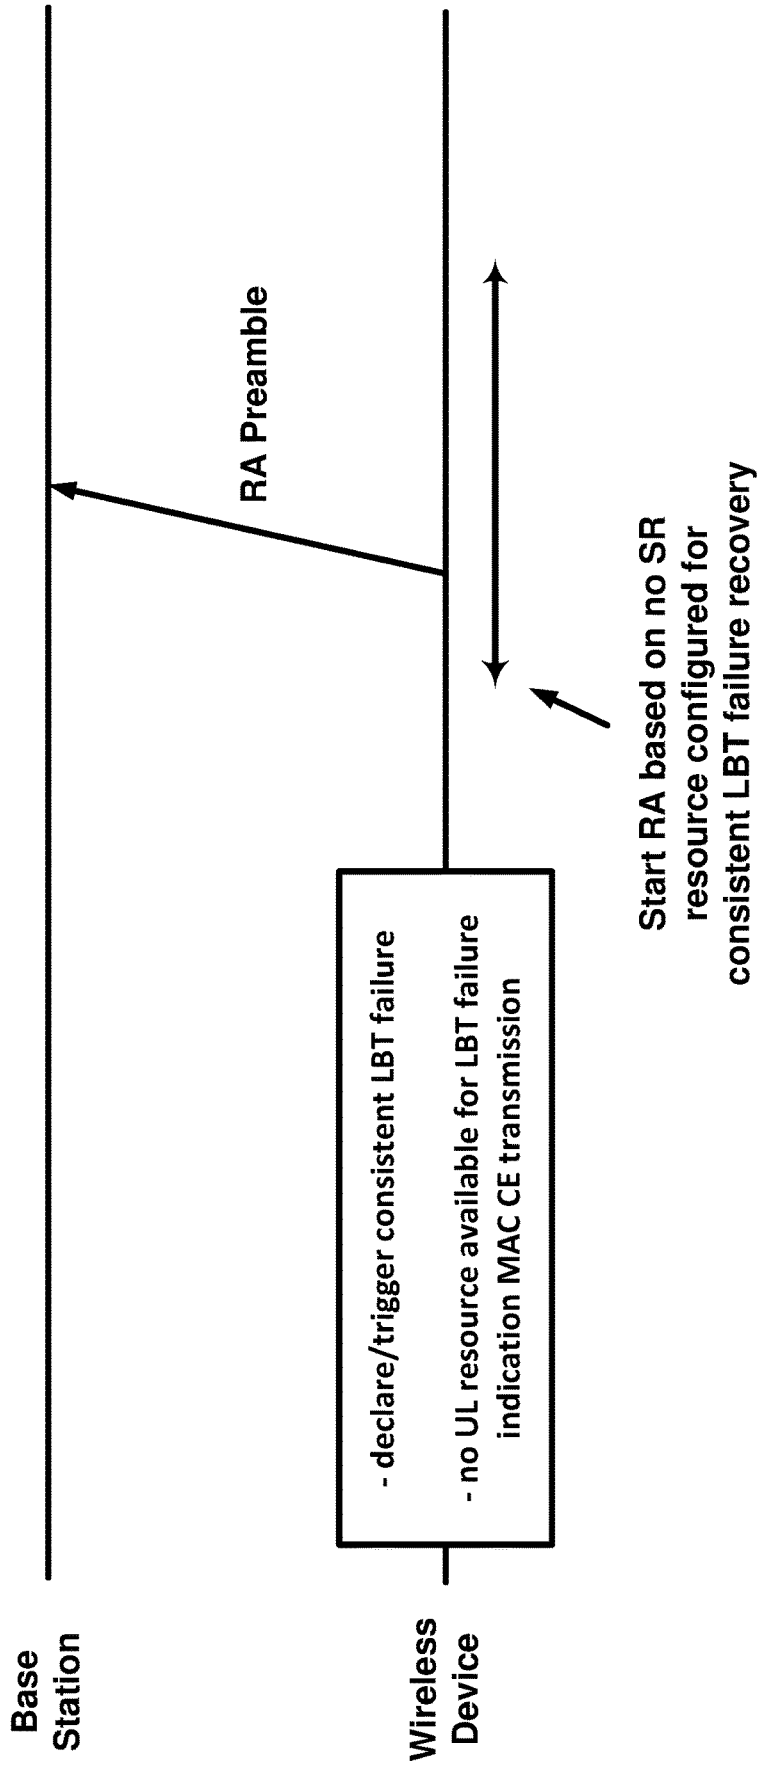 Base
Station
RA Preamble
Wireless
Device
- declare/trigger consistent LBT failure
- no UL resource available for LBT failure
indication MAC CE transmission
Start RA based on no SR
resource configured for
consistent LBT failure recovery